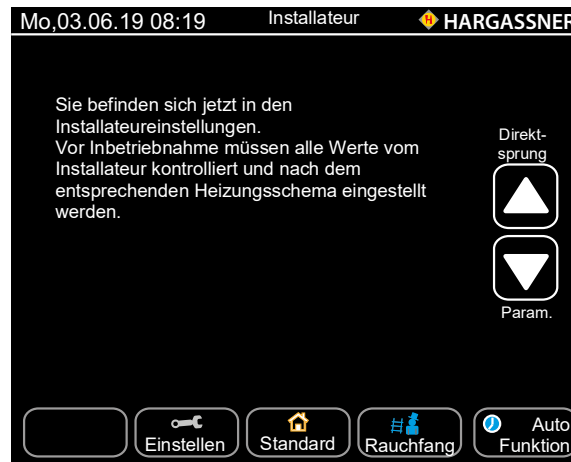 Mo,03.06.19 08:19 Installateur HARGASSNER
Sie befinden sich jetzt in den
Installateureinstellungen.
Vor Inbetriebnahme müssen alle Werte vom
Installateur kontrolliert und nach dem
entsprechenden Heizungsschema eingestellt
werden.
Direkt-
sprung
Param.
Einstellen
Standard
Rauchfang
Auto
Funktion